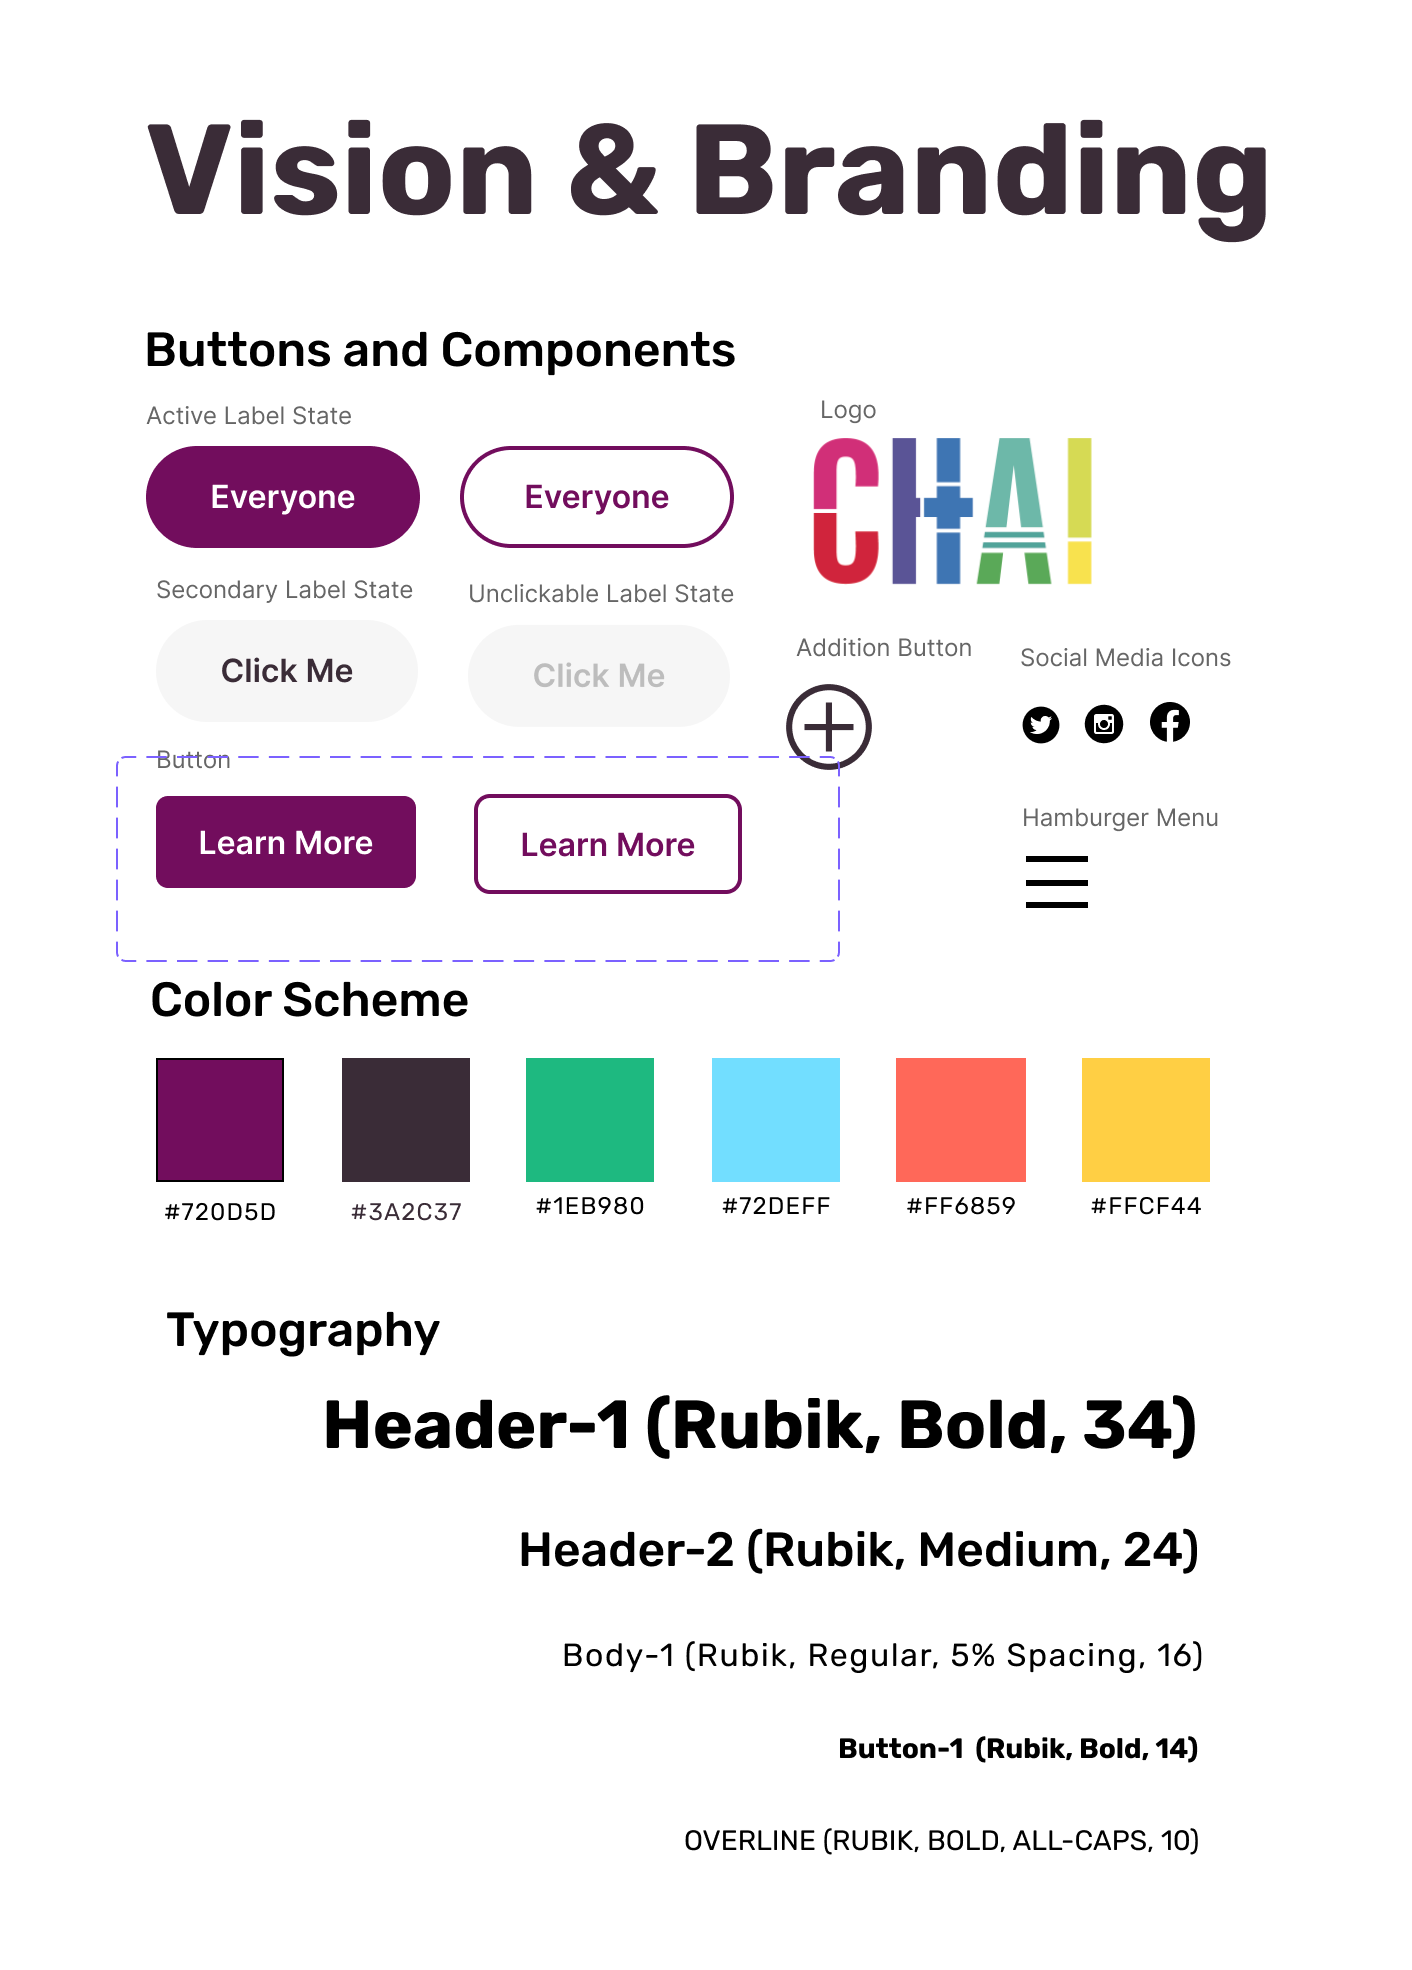 Vision & Branding
Buttons and Components
Active Label State
Everyone
Everyone
Logo
CHAI
Secondary Label State
Unclickable Label State
Click Me
Click Me
Addition Button
Social Media Icons
Button
Learn More
Learn More
Hamburger Menu
Color Scheme
#720D5D
#3A2C37
#1EB980
#72DEFF
#FF6859
#FFCF44
Typography
Header-1 (Rubik, Bold, 34)
Header-2 (Rubik, Medium, 24)
Body-1 (Rubik, Regular, 5% Spacing, 16)
Button-1 (Rubik, Bold, 14)
OVERLINE (RUBIK, BOLD, ALL-CAPS, 10)